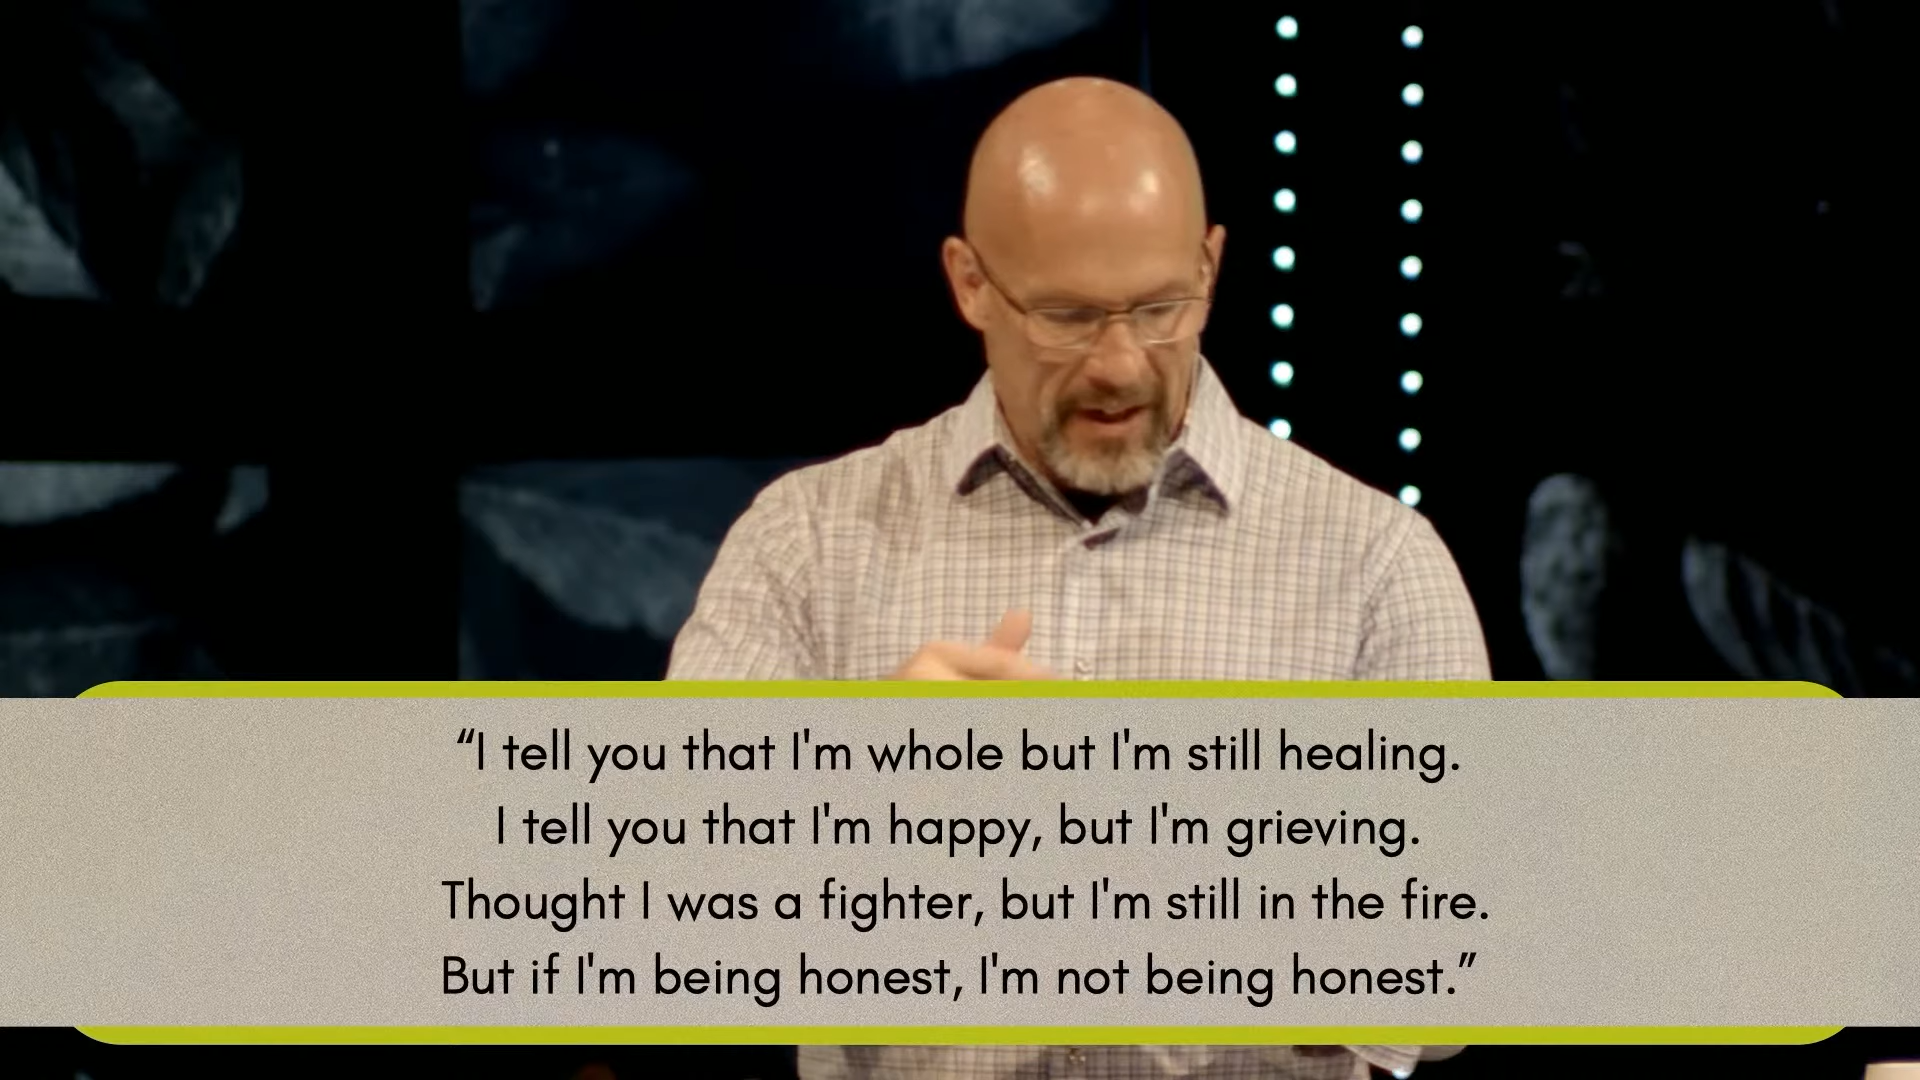 “I tell you that I'm whole but I'm still healing.
I tell you that I'm happy, but I'm grieving.
Thought I was a fighter, but I'm still in the fire.
But if I'm being honest, I'm not being honest.”